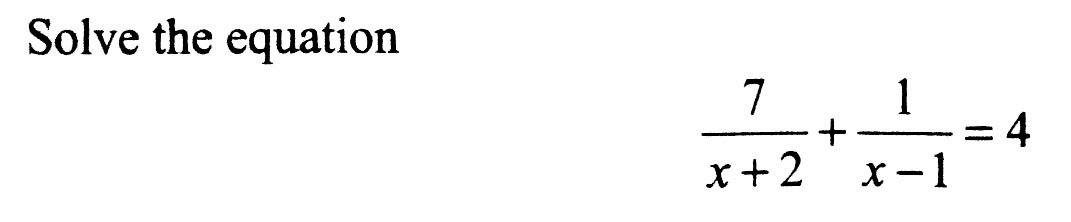 Solve the equation
7/(x+2) + 1/(x−1) = 4